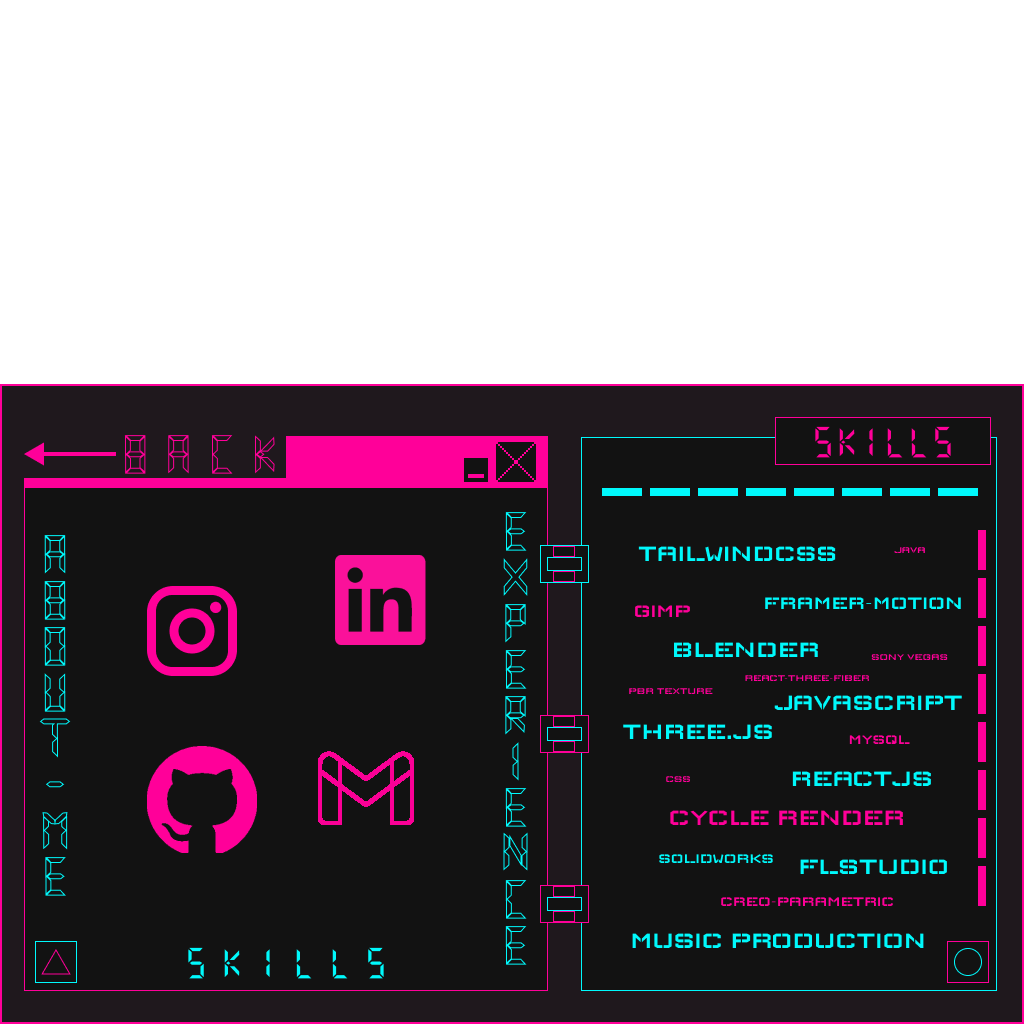 BACK
SKILLS
ABOUT-ME
in
EXPERIENCE
SKILLS
TAILWINDCSS
JAVA
FRAMER-MOTION
GIMP
BLENDER
SONY VEGAS
REACT-THREE-FIBER
PBR TEXTURE
JAVASCRIPT
THREE.JS
MYSQL
CSS
REACTJS
CYCLE RENDER
SOLIDWORKS
FLSTUDIO
CREO-PARAMETRIC
MUSIC PRODUCTION